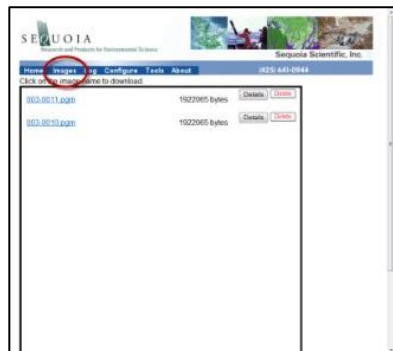 SEQUOIA
Research and Products for Environmental Science
Sequoia Scientific, Inc.
Home Images Log Configure Tools About (425) 641-0944
Click on the image name to download.
003-0011.pgm 1922065 bytes Details Delete
003-0010.pgm 1922065 bytes Details Delete